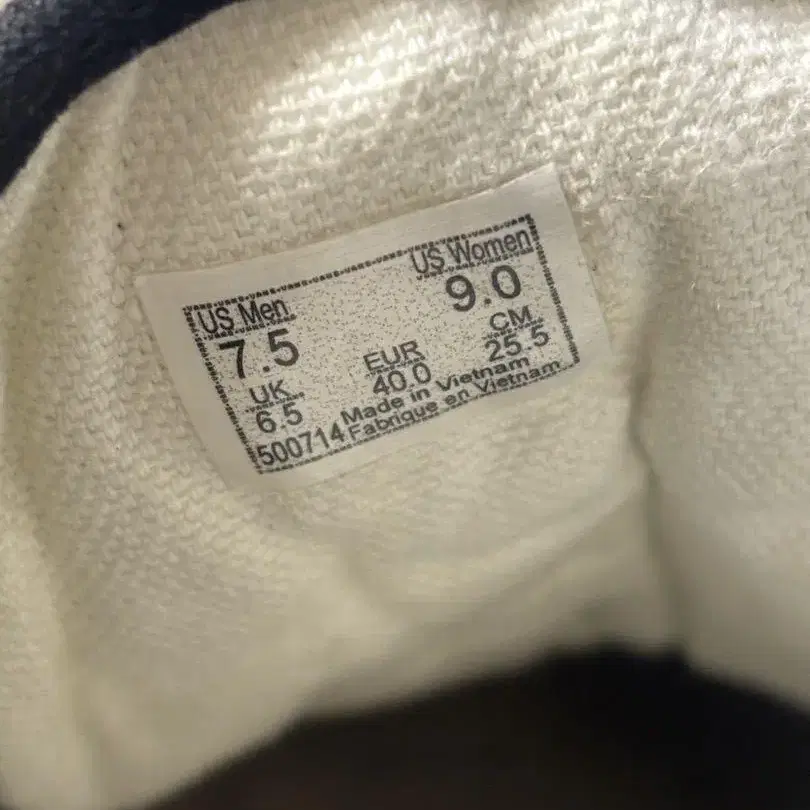 US Men US Women
7.5 9.0
UK EUR CM
6.5 40.0 25.5
500714 Made in Vietnam
Fabrique en Vietnam